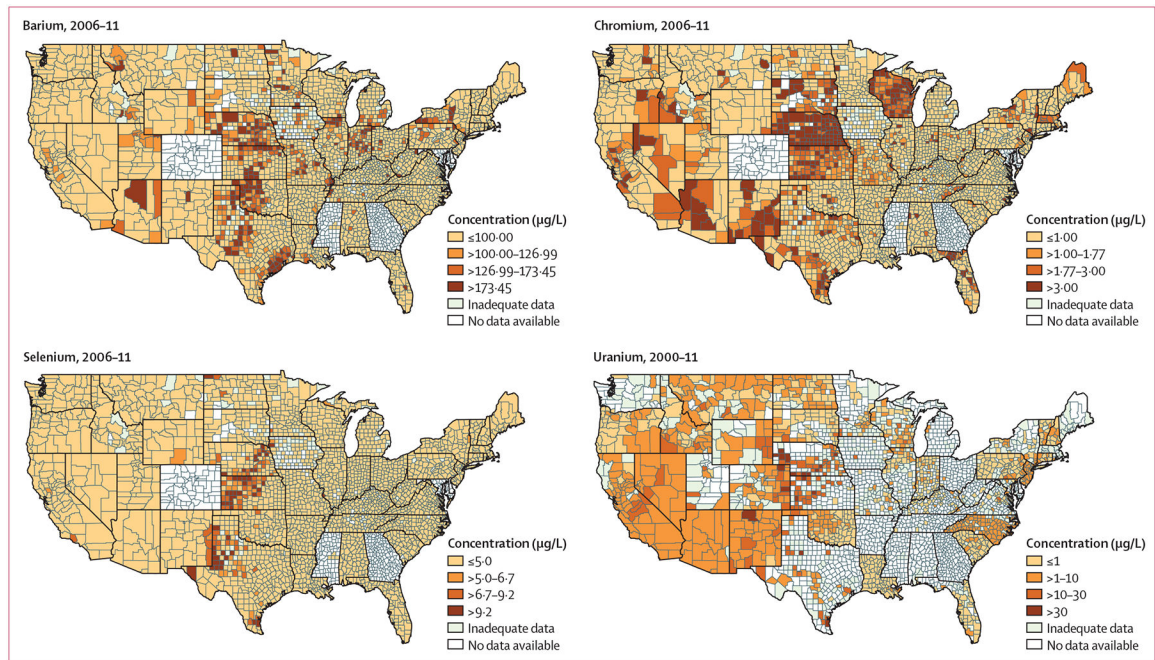 Barium, 2006–11
Concentration (µg/L)
≤100·00
>100·00–126·99
>126·99–173·45
>173·45
Inadequate data
No data available
Chromium, 2006–11
Concentration (µg/L)
≤1·00
>1·00–1·77
>1·77–3·00
>3·00
Inadequate data
No data available
Selenium, 2006–11
Concentration (µg/L)
≤5·0
>5·0–6·7
>6·7–9·2
>9·2
Inadequate data
No data available
Uranium, 2000–11
Concentration (µg/L)
≤1
>1–10
>10–30
>30
Inadequate data
No data available